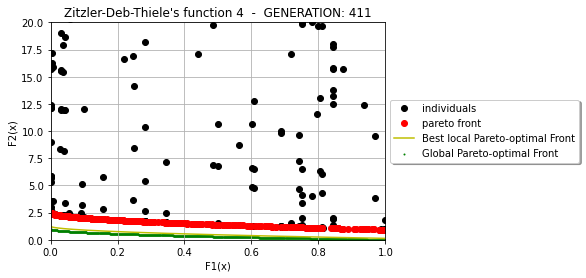 Zitzler-Deb-Thiele's function 4 - GENERATION: 411
20.0
17.5
15.0
12.5
10.0
7.5
5.0
2.5
0.0
F2(x)
0.0 0.2 0.4 0.6 0.8 1.0
F1(x)
individuals
pareto front
Best local Pareto-optimal Front
Global Pareto-optimal Front